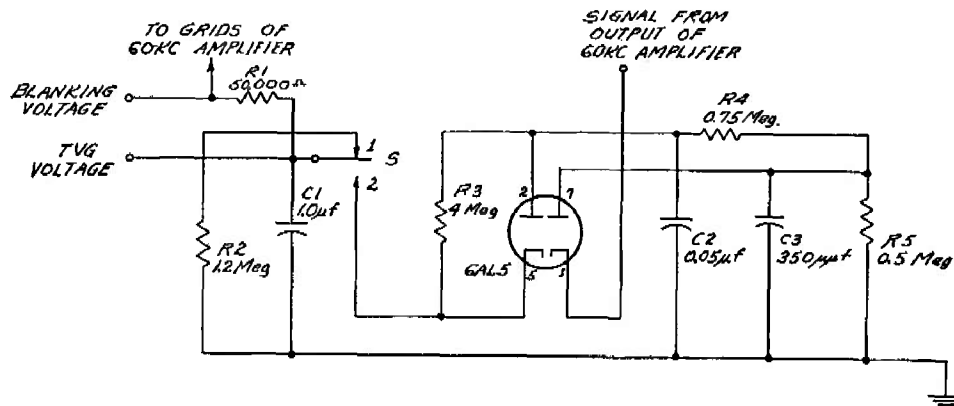 TO GRIDS OF
60KC AMPLIFIER
SIGNAL FROM
OUTPUT OF
60KC AMPLIFIER
BLANKING
VOLTAGE
R1
50,000Ω
TVG
VOLTAGE
1
S
2
R4
0.75 Meg.
R2
1.2 Meg
C1
1.0μf
R3
4 Meg
2
7
6AL5
5
1
C2
0.05μf
C3
350μμf
R5
0.5 Meg